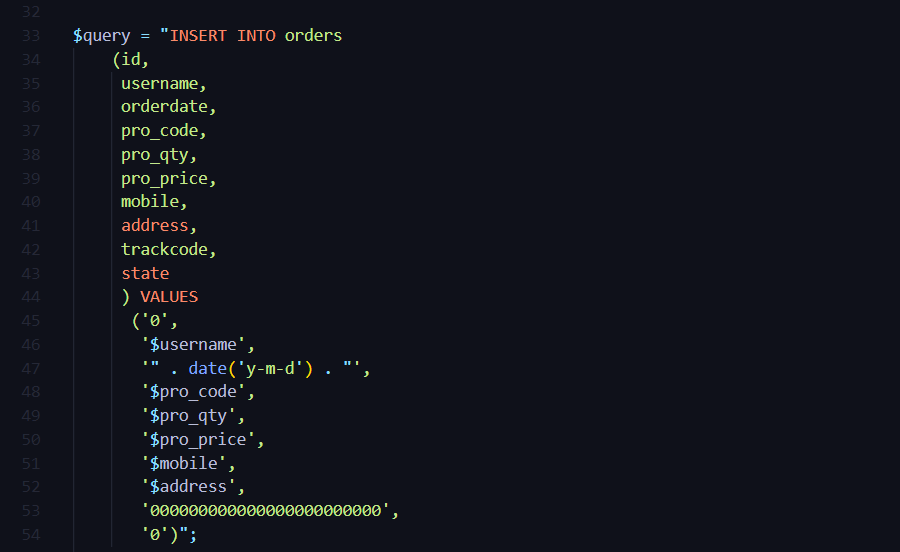 32
33 $query = "INSERT INTO orders
34 (id,
35 username,
36 orderdate,
37 pro_code,
38 pro_qty,
39 pro_price,
40 mobile,
41 address,
42 trackcode,
43 state
44 ) VALUES
45 ('0',
46 '$username',
47 '" . date('y-m-d') . "',
48 '$pro_code',
49 '$pro_qty',
50 '$pro_price',
51 '$mobile',
52 '$address',
53 '000000000000000000000000',
54 '0')";